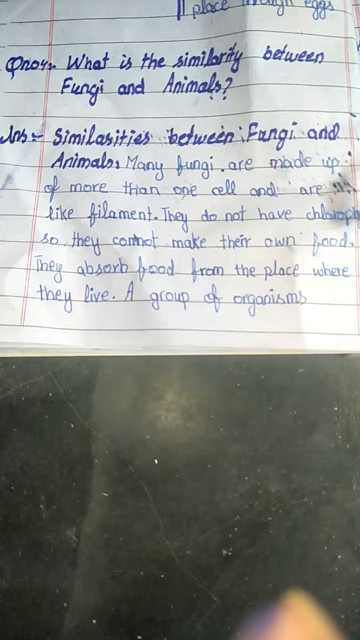 place through eggs
Qno4:- What is the similarity between
Fungi and Animals?
Ans:- Similarities between Fungi and
Animals. Many fungi are made up
of more than one cell and are
like filament. They do not have
so they cannot make their own food.
They absorb food from the place where
they live. A group of organisms